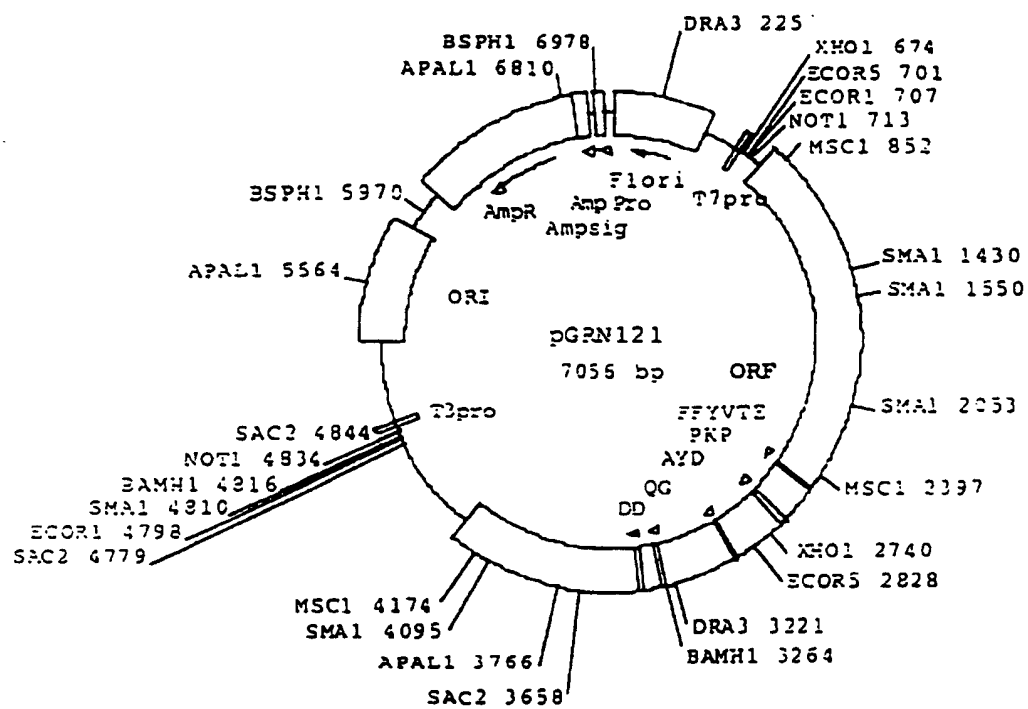 DRA3 225
BSPH1 6978
APAL1 6810
XHO1 674
ECOR5 701
ECOR1 707
NOT1 713
MSC1 852
F1ori
T7pro
Amp Pro
AmpR
Ampsig
BSPH1 5970
APAL1 5564
ORI
SMA1 1430
SMA1 1550
pGRN121
7056 bp
ORF
FFYVTE
PKP
AYD
QG
DD
SMA1 2053
T3pro
SAC2 4844
NOT1 4834
BAMH1 4816
SMA1 4810
ECOR1 4798
SAC2 4779
MSC1 2397
XHO1 2740
ECOR5 2828
MSC1 4174
SMA1 4095
APAL1 3766
SAC2 3658
DRA3 3221
BAMH1 3264